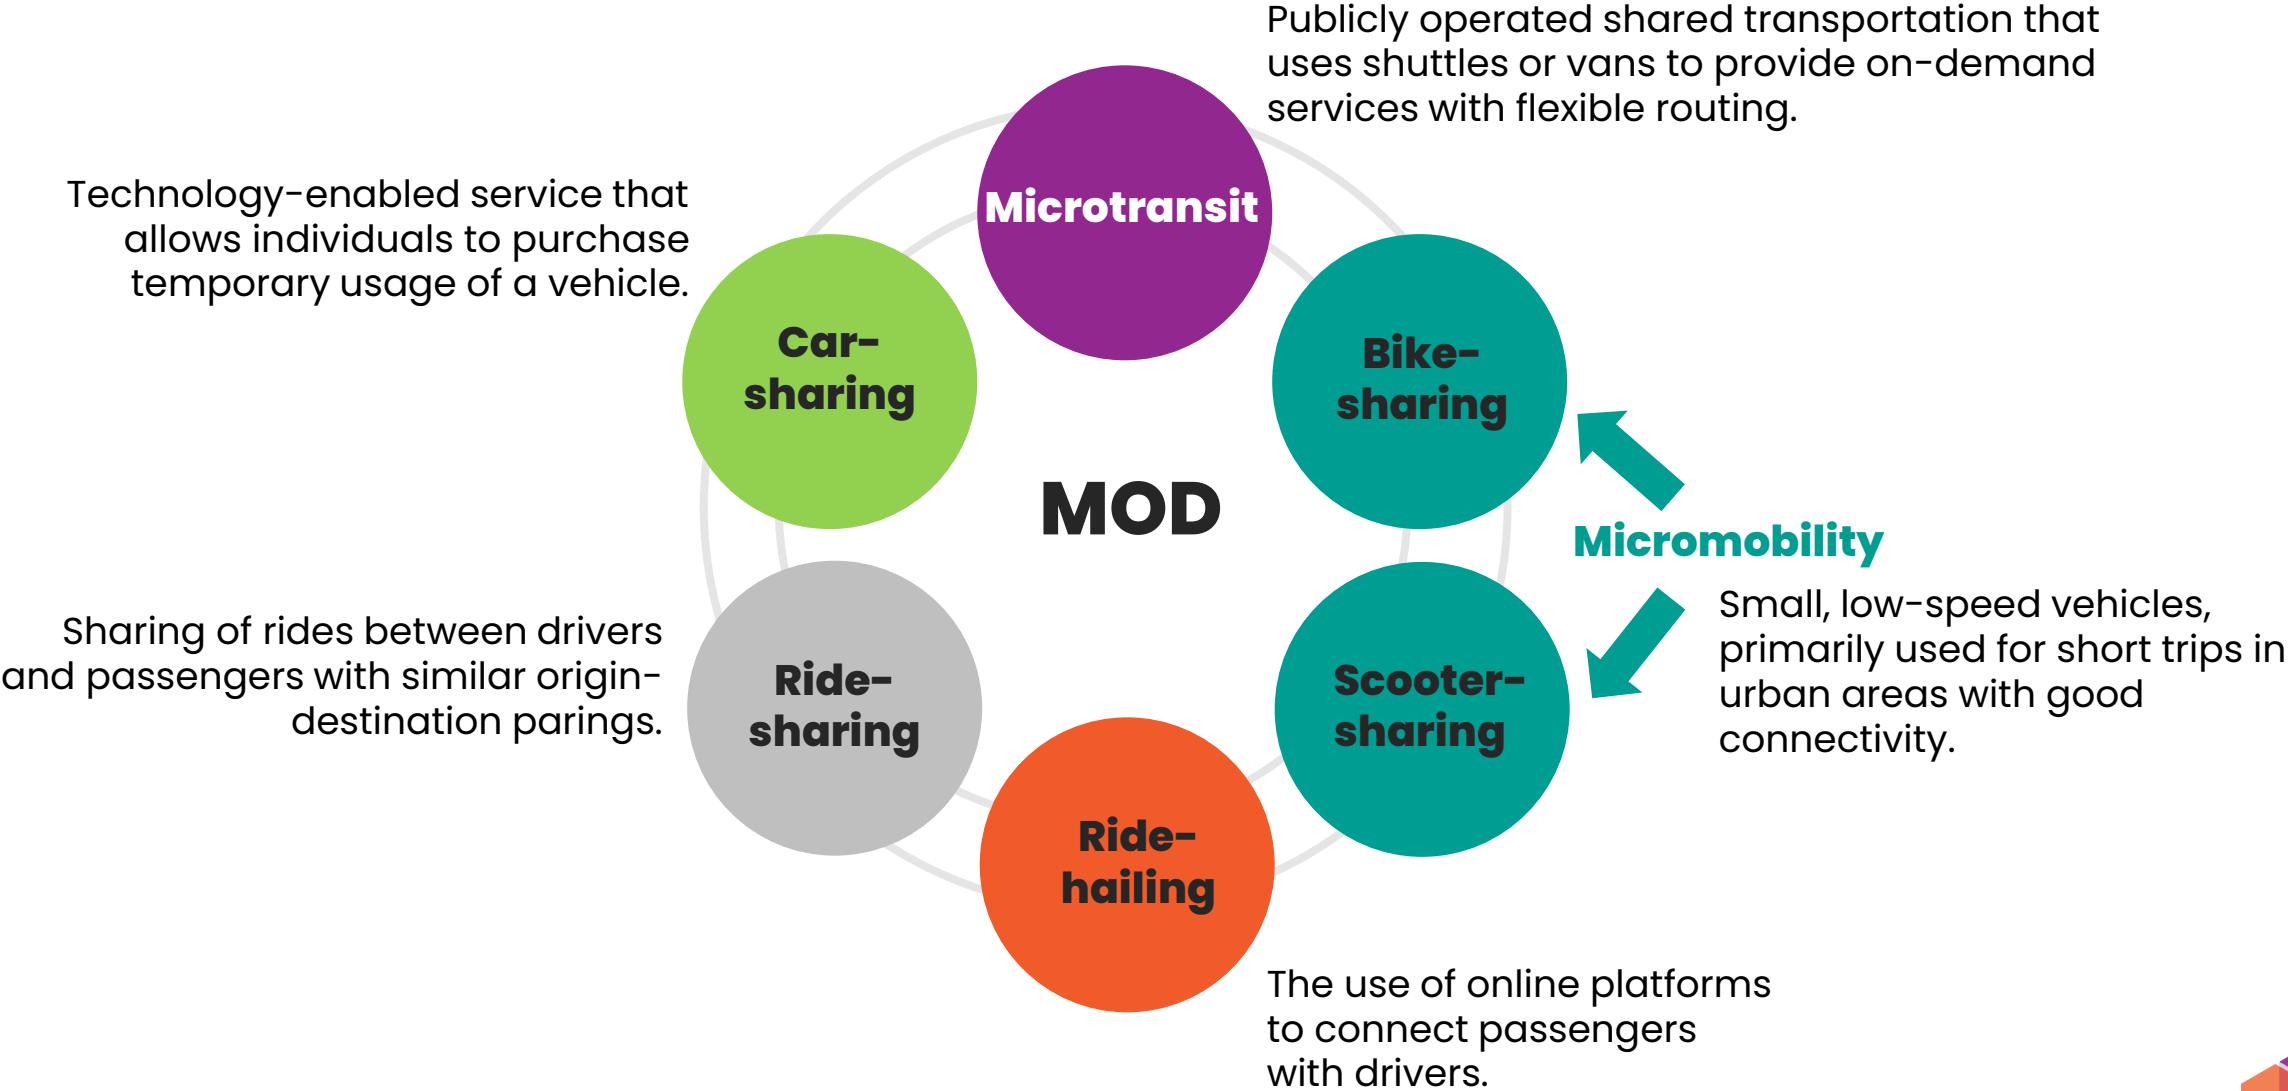 Publicly operated shared transportation that
uses shuttles or vans to provide on-demand
services with flexible routing.
Microtransit
Technology-enabled service that
allows individuals to purchase
temporary usage of a vehicle.
Car-
sharing
Bike-
sharing
MOD
Micromobility
Small, low-speed vehicles,
primarily used for short trips in
urban areas with good
connectivity.
Sharing of rides between drivers
and passengers with similar origin-
destination parings.
Ride-
sharing
Scooter-
sharing
Ride-
hailing
The use of online platforms
to connect passengers
with drivers.